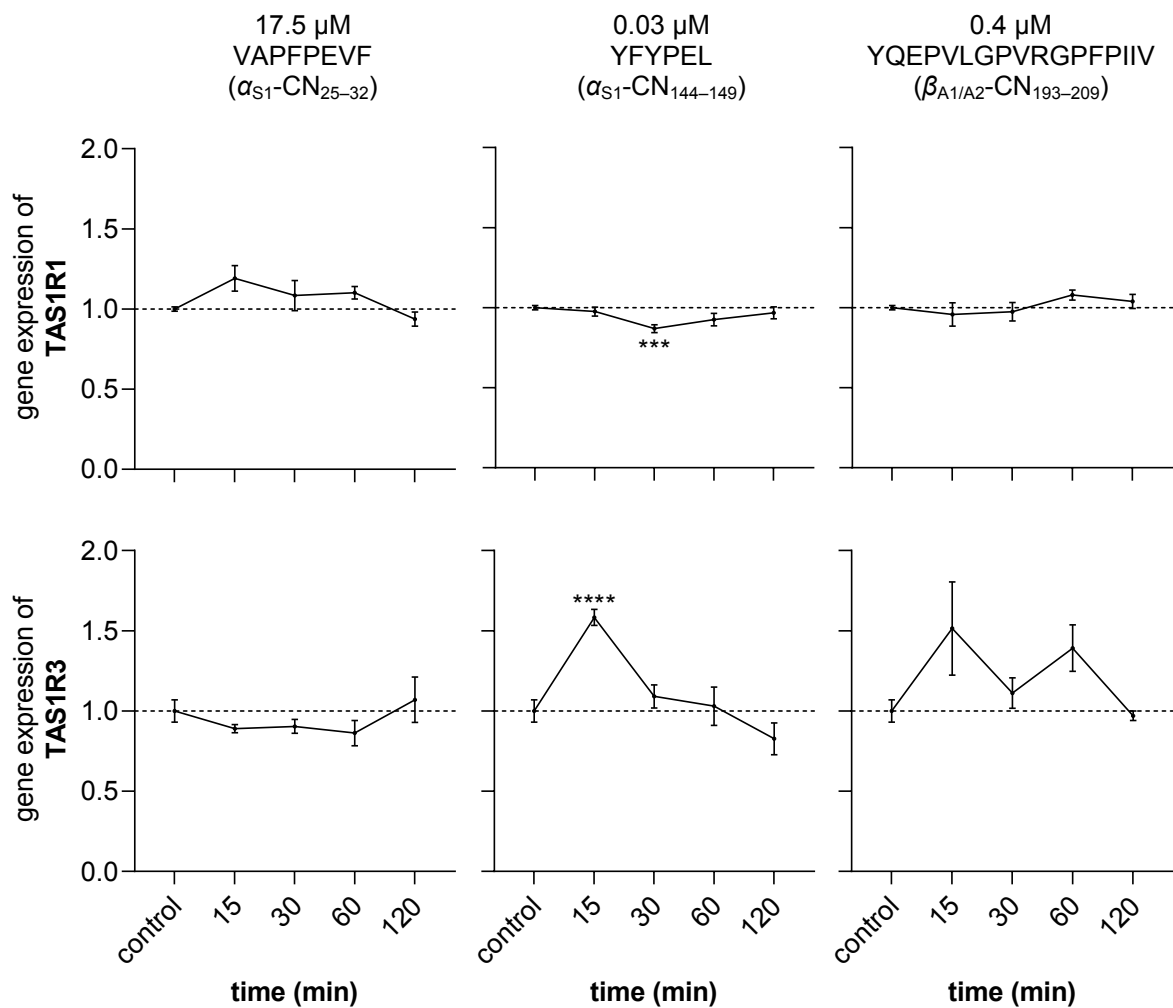 17.5 µM
VAPFPEVF
(αS1-CN25–32)
0.03 µM
YFYPEL
(αS1-CN144–149)
0.4 µM
YQEPVLGPVRGPFPIIV
(βA1/A2-CN193–209)
gene expression of
TAS1R1
2.0
1.5
1.0
0.5
0.0
***
gene expression of
TAS1R3
2.0
1.5
1.0
0.5
0.0
****
control
15
30
60
120
control
15
30
60
120
control
15
30
60
120
time (min)
time (min)
time (min)